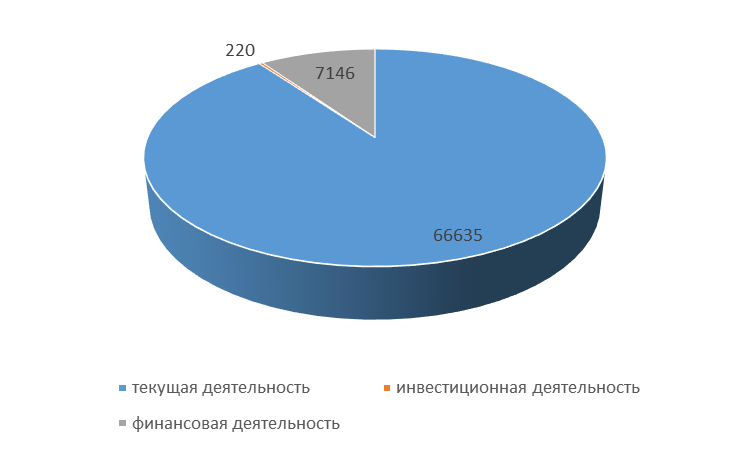 220
7146
66635
текущая деятельность
инвестиционная деятельность
финансовая деятельность